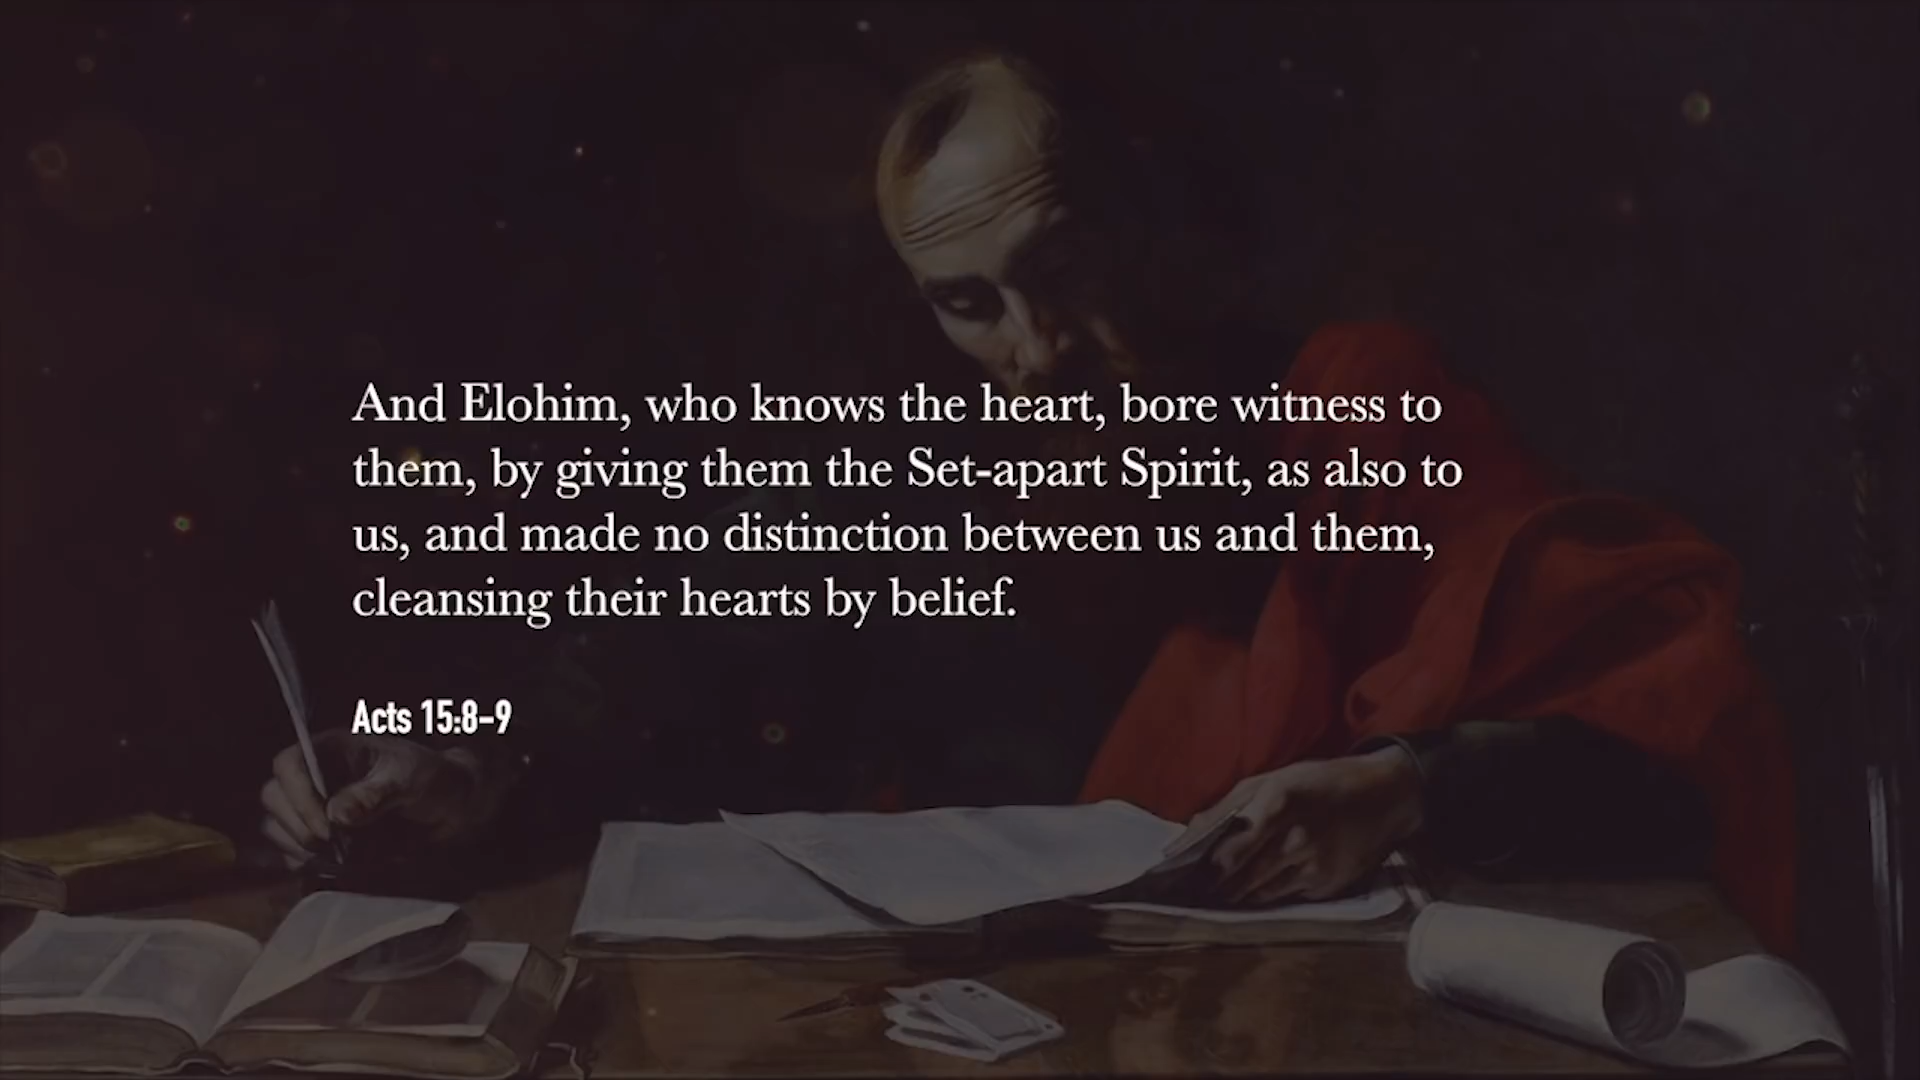 And Elohim, who knows the heart, bore witness to
them, by giving them the Set-apart Spirit, as also to
us, and made no distinction between us and them,
cleansing their hearts by belief.
Acts 15:8-9